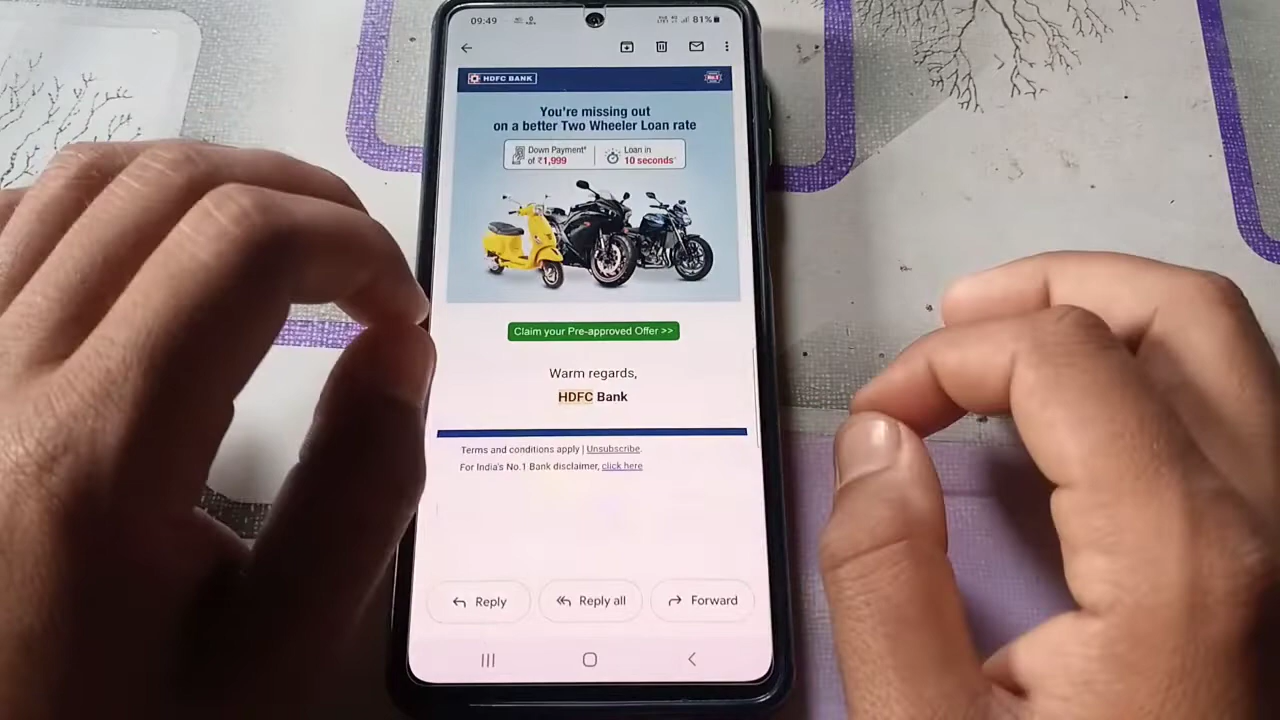 09:49
81%
HDFC BANK
You're missing out
on a better Two Wheeler Loan rate
Down Payment*
of ₹1,999
Loan in
10 seconds*
Claim your Pre-approved Offer >>
Warm regards,
HDFC Bank
Terms and conditions apply | Unsubscribe.
For India's No.1 Bank disclaimer, click here
Reply
Reply all
Forward